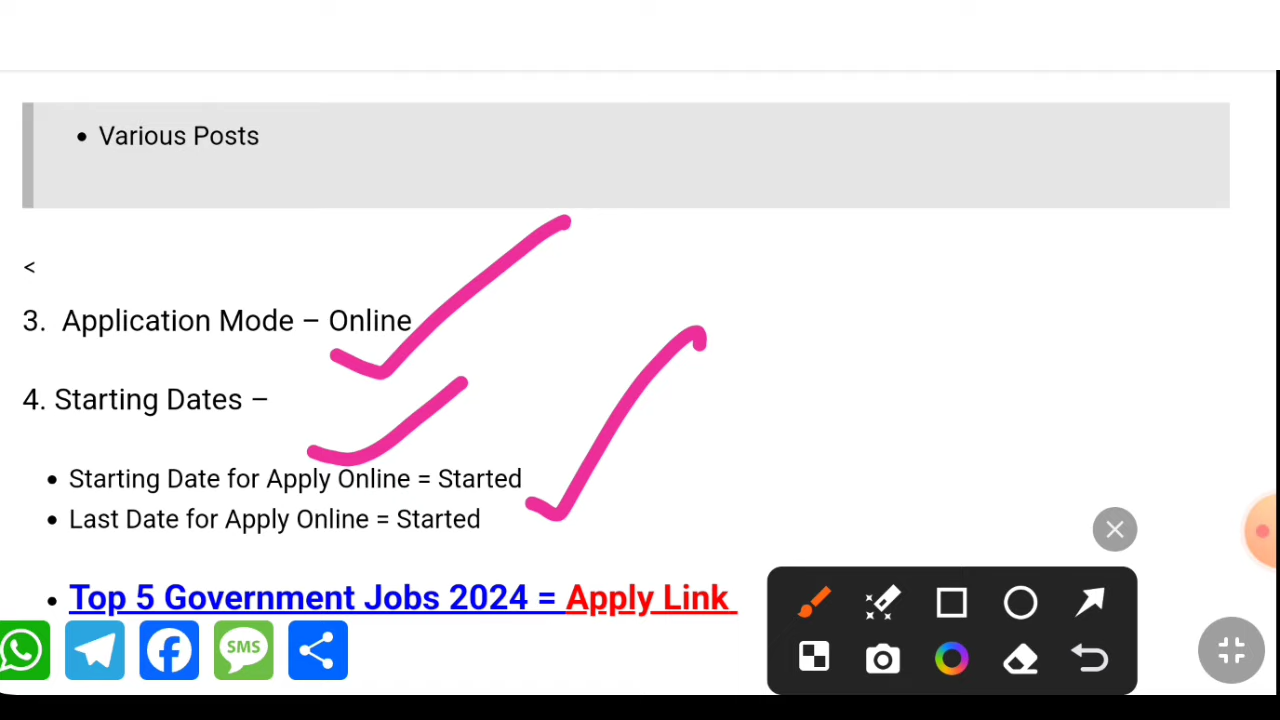 • Various Posts
<
3. Application Mode – Online
4. Starting Dates –
• Starting Date for Apply Online = Started
• Last Date for Apply Online = Started
• Top 5 Government Jobs 2024 = Apply Link
SMS